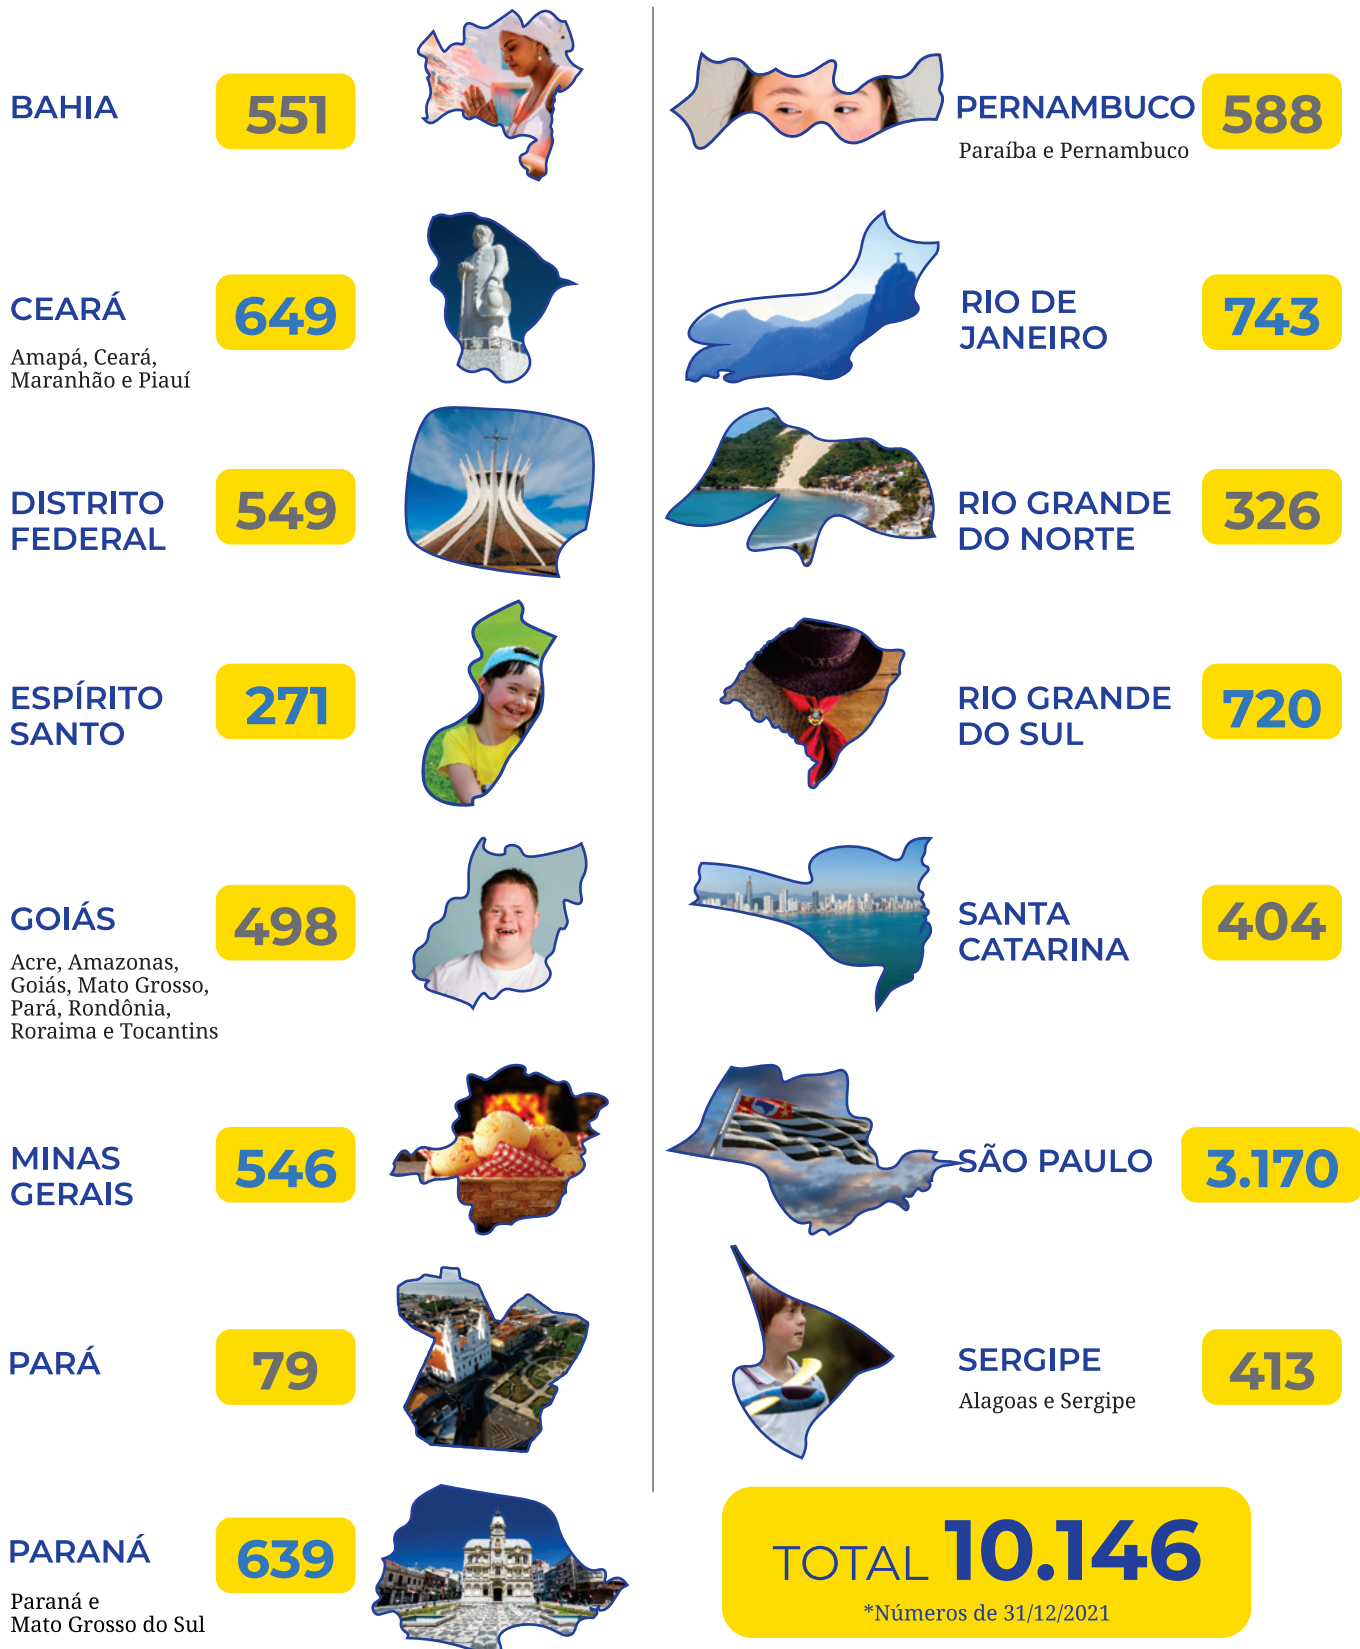 BAHIA
551
CEARÁ
649
Amapá, Ceará,
Maranhão e Piauí
DISTRITO
FEDERAL
549
ESPÍRITO
SANTO
271
GOIÁS
498
Acre, Amazonas,
Goiás, Mato Grosso,
Pará, Rondônia,
Roraima e Tocantins
MINAS
GERAIS
546
PARÁ
79
PARANÁ
639
Paraná e
Mato Grosso do Sul
PERNAMBUCO
588
Paraíba e Pernambuco
RIO DE
JANEIRO
743
RIO GRANDE
DO NORTE
326
RIO GRANDE
DO SUL
720
SANTA
CATARINA
404
SÃO PAULO
3.170
SERGIPE
413
Alagoas e Sergipe
TOTAL 10.146
*Números de 31/12/2021